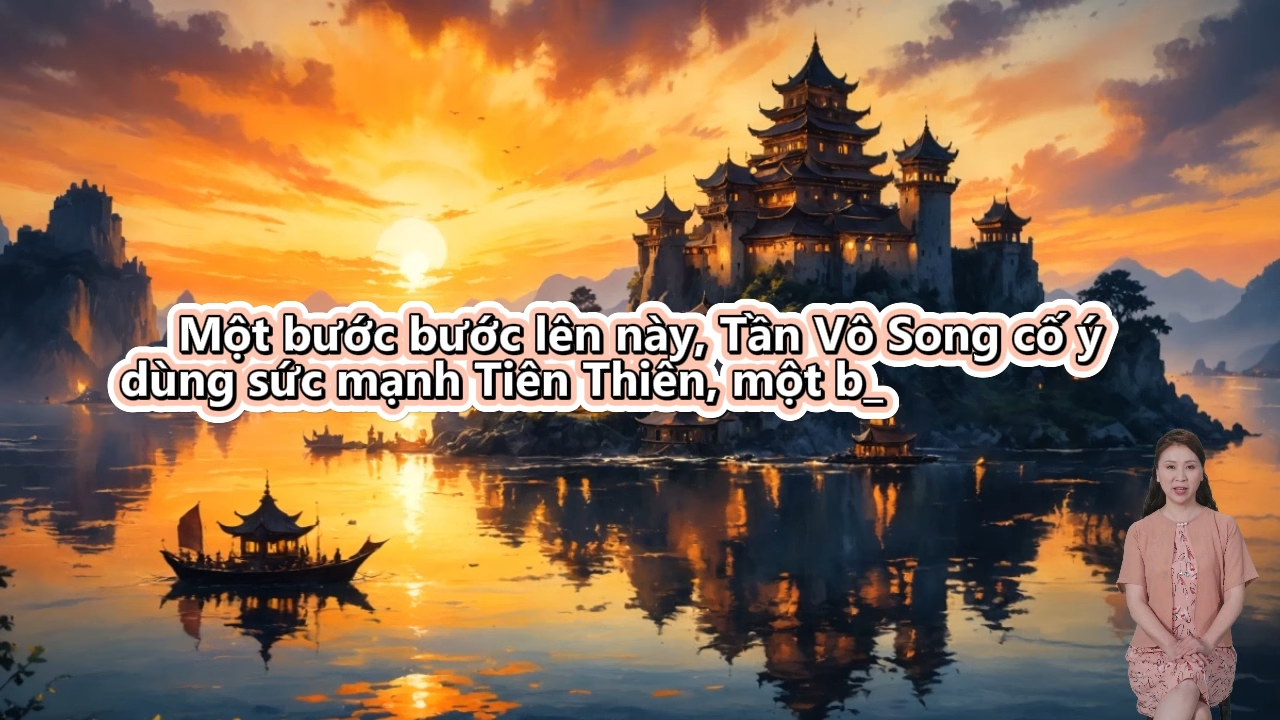 Một bước bước lên này, Tần Vô Song cố ý
dùng sức mạnh Tiên Thiên, một b_